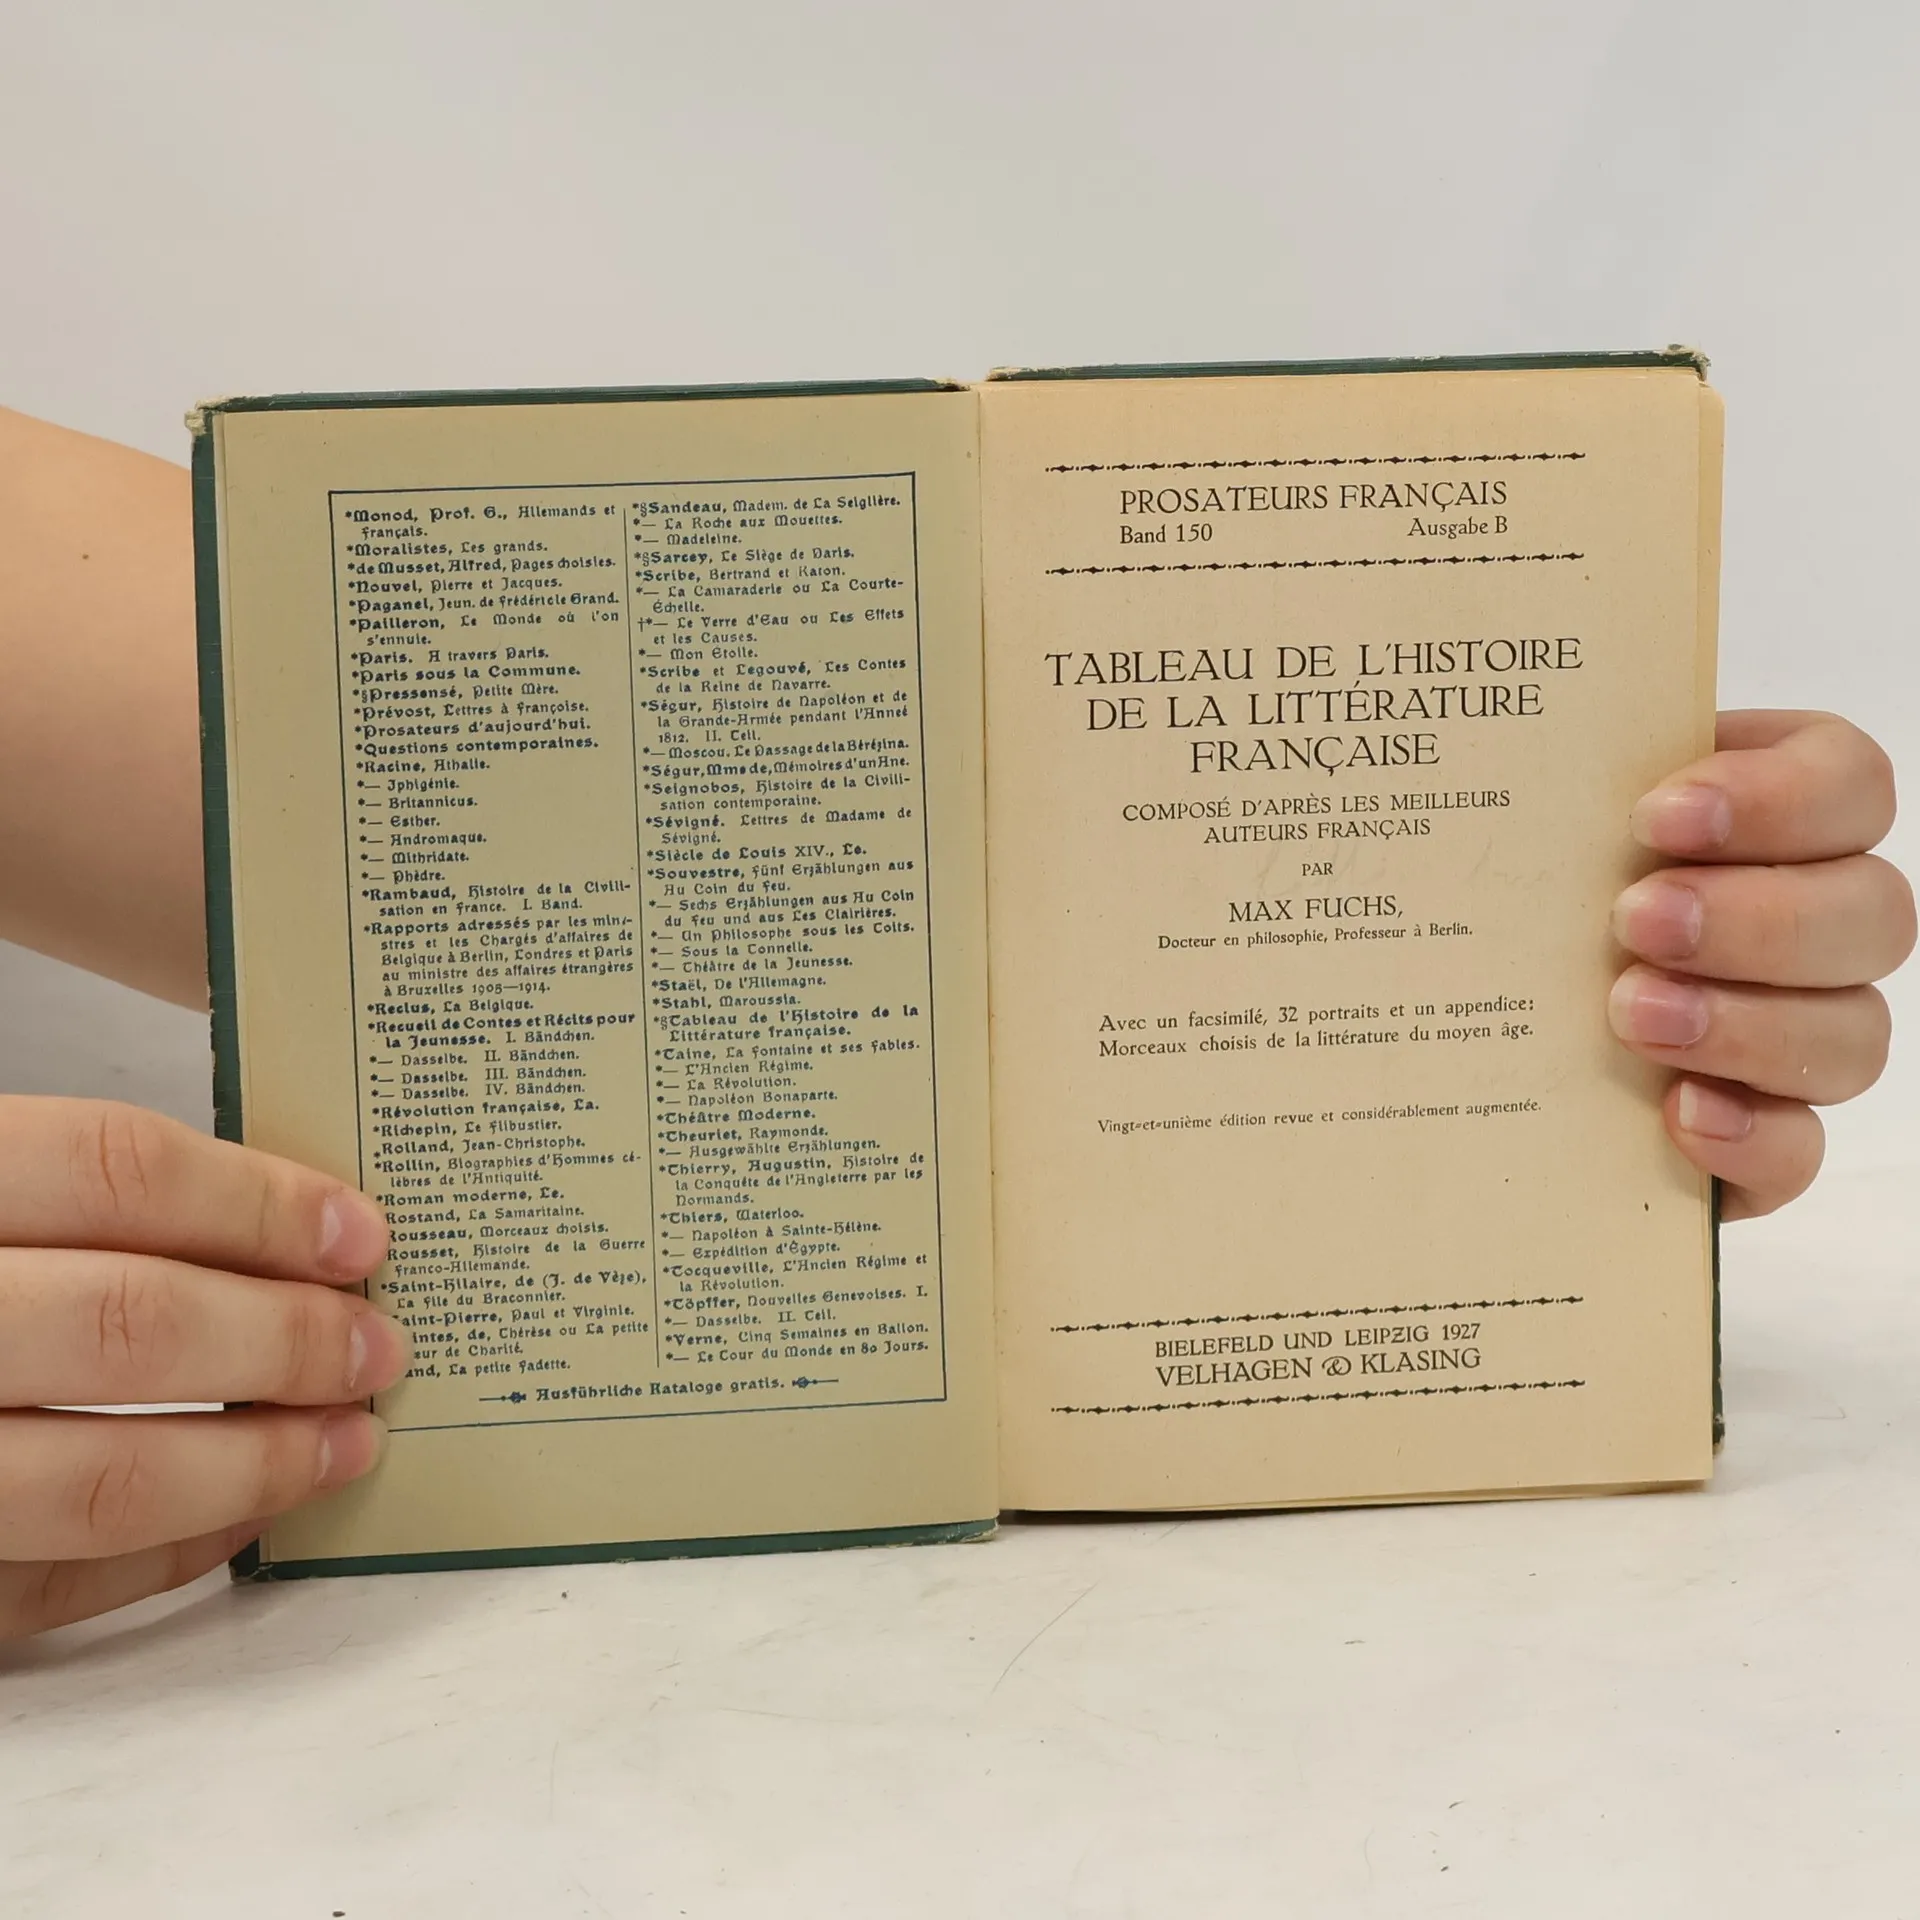 *Monod, Prof. G., Allemands et
Français.
*Moralistes, Les grands.
*de Musset, Alfred, Pages choisies.
*Nouvel, Pierre et Jacques.
*Paganel, Jeun. de Frédéric le Grand.
*Pailleron, Le Monde où l'on
s'ennuie.
*Paris. A travers Paris.
*Paris sous la Commune.
*§Pressensé, Petite Mère.
*Prévost, Lettres à Françoise.
*Prosateurs d'aujourd'hui.
*Questions contemporaines.
*Racine, Athalie.
*— Iphigénie.
*— Britannicus.
*— Esther.
*— Andromaque.
*— Mithridate.
*— Phèdre.
*Rambaud, Histoire de la Civili-
sation en France. I. Band.
*Rapports adressés par les mini-
stres et les Chargés d'affaires de
Belgique à Berlin, Londres et Paris
au ministre des affaires étrangères
à Bruxelles 1905—1914.
*Reclus, La Belgique.
*Recueil de Contes et Récits pour
la Jeunesse. I. Bändchen.
*— Dasselbe. II. Bändchen.
*— Dasselbe. III. Bändchen.
*— Dasselbe. IV. Bändchen.
*Révolution française, La.
*Richepin, Le Flibustier.
*Rolland, Jean-Christophe.
*Rollin, Biographies d'Hommes cé-
lèbres de l'Antiquité.
*Roman moderne, Le.
Rostand, La Samaritaine.
Rousseau, Morceaux choisis.
Rousset, Histoire de la Guerre
Franco-Allemande.
*Saint-Hilaire, de (J. de Vèze),
La File du Braconnier.
aint-Pierre, Paul et Virginie.
intes, de, Thérèse ou La petite
œur de Charité.
and, La petite Fadette.
*§Sandeau, Madem. de La Seiglière.
*— La Roche aux Mouettes.
*— Madeleine.
*§Sarcey, Le Siège de Paris.
*Scribe, Bertrand et Raton.
*— La Camaraderie ou La Courte-
Échelle.
†*— Le Verre d'Eau ou Les Effets
et les Causes.
*— Mon Étoile.
*Scribe et Legouvé, Les Contes
de la Reine de Navarre.
*Ségur, Histoire de Napoléon et de
la Grande-Armée pendant l'Anneé
1812. II. Teil.
*— Moscou. Le Passage de la Bérézina.
*Ségur, Mme de, Mémoires d'un Ane.
*Seignobos, Histoire de la Civili-
sation contemporaine.
*Sévigné. Lettres de Madame de
Sévigné.
*Siècle de Louis XIV., Le.
*Souvestre, Fünf Erzählungen aus
Au Coin du Feu.
*— Sechs Erzählungen aus Au Coin
du Feu und aus Les Clairières.
*— Un Philosophe sous les Toits.
*— Sous la Tonnelle.
*— Théâtre de la Jeunesse.
*Staël, De l'Allemagne.
*Stahl, Maroussia.
*§Tableau de l'Histoire de la
Littérature française.
*Taine, La Fontaine et ses Fables.
*— L'Ancien Régime.
*— La Révolution.
*— Napoléon Bonaparte.
*Théâtre Moderne.
*Theuriet, Raymonde.
*— Ausgewählte Erzählungen.
*Thierry, Augustin, Histoire de
la Conquête de l'Angleterre par les
Normands.
*Thiers, Waterloo.
*— Napoléon à Sainte-Hélène.
*— Expédition d'Égypte.
*Tocqueville, L'Ancien Régime et
la Révolution.
*Töpffer, Nouvelles Genevoises. I.
*— Dasselbe. II. Teil.
*Verne, Cinq Semaines en Ballon.
*— Le Tour du Monde en 80 Jours.
Ausführliche Kataloge gratis.
PROSATEURS FRANÇAIS
Band 150 Ausgabe B
TABLEAU DE L'HISTOIRE
DE LA LITTÉRATURE
FRANÇAISE
COMPOSÉ D'APRÈS LES MEILLEURS
AUTEURS FRANÇAIS
PAR
MAX FUCHS,
Docteur en philosophie, Professeur à Berlin.
Avec un facsimilé, 32 portraits et un appendice:
Morceaux choisis de la littérature du moyen âge.
Vingt-et-unième édition revue et considérablement augmentée.
BIELEFELD UND LEIPZIG 1927
VELHAGEN & KLASING